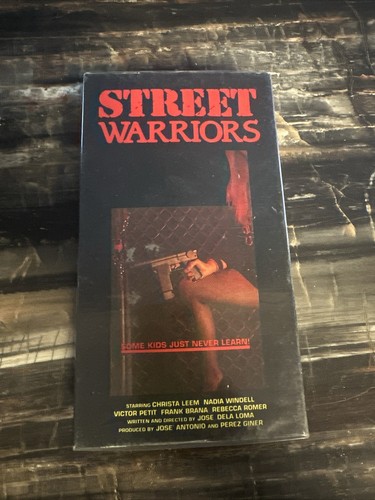 STREET
WARRIORS
SOME KIDS JUST NEVER LEARN!
STARRING CHRISTA LEEM NADIA WINDELL
VICTOR PETIT FRANK BRANA REBECCA ROMER
WRITTEN AND DIRECTED BY JOSE DELA LOMA
PRODUCED BY JOSE ANTONIO AND PEREZ GINER